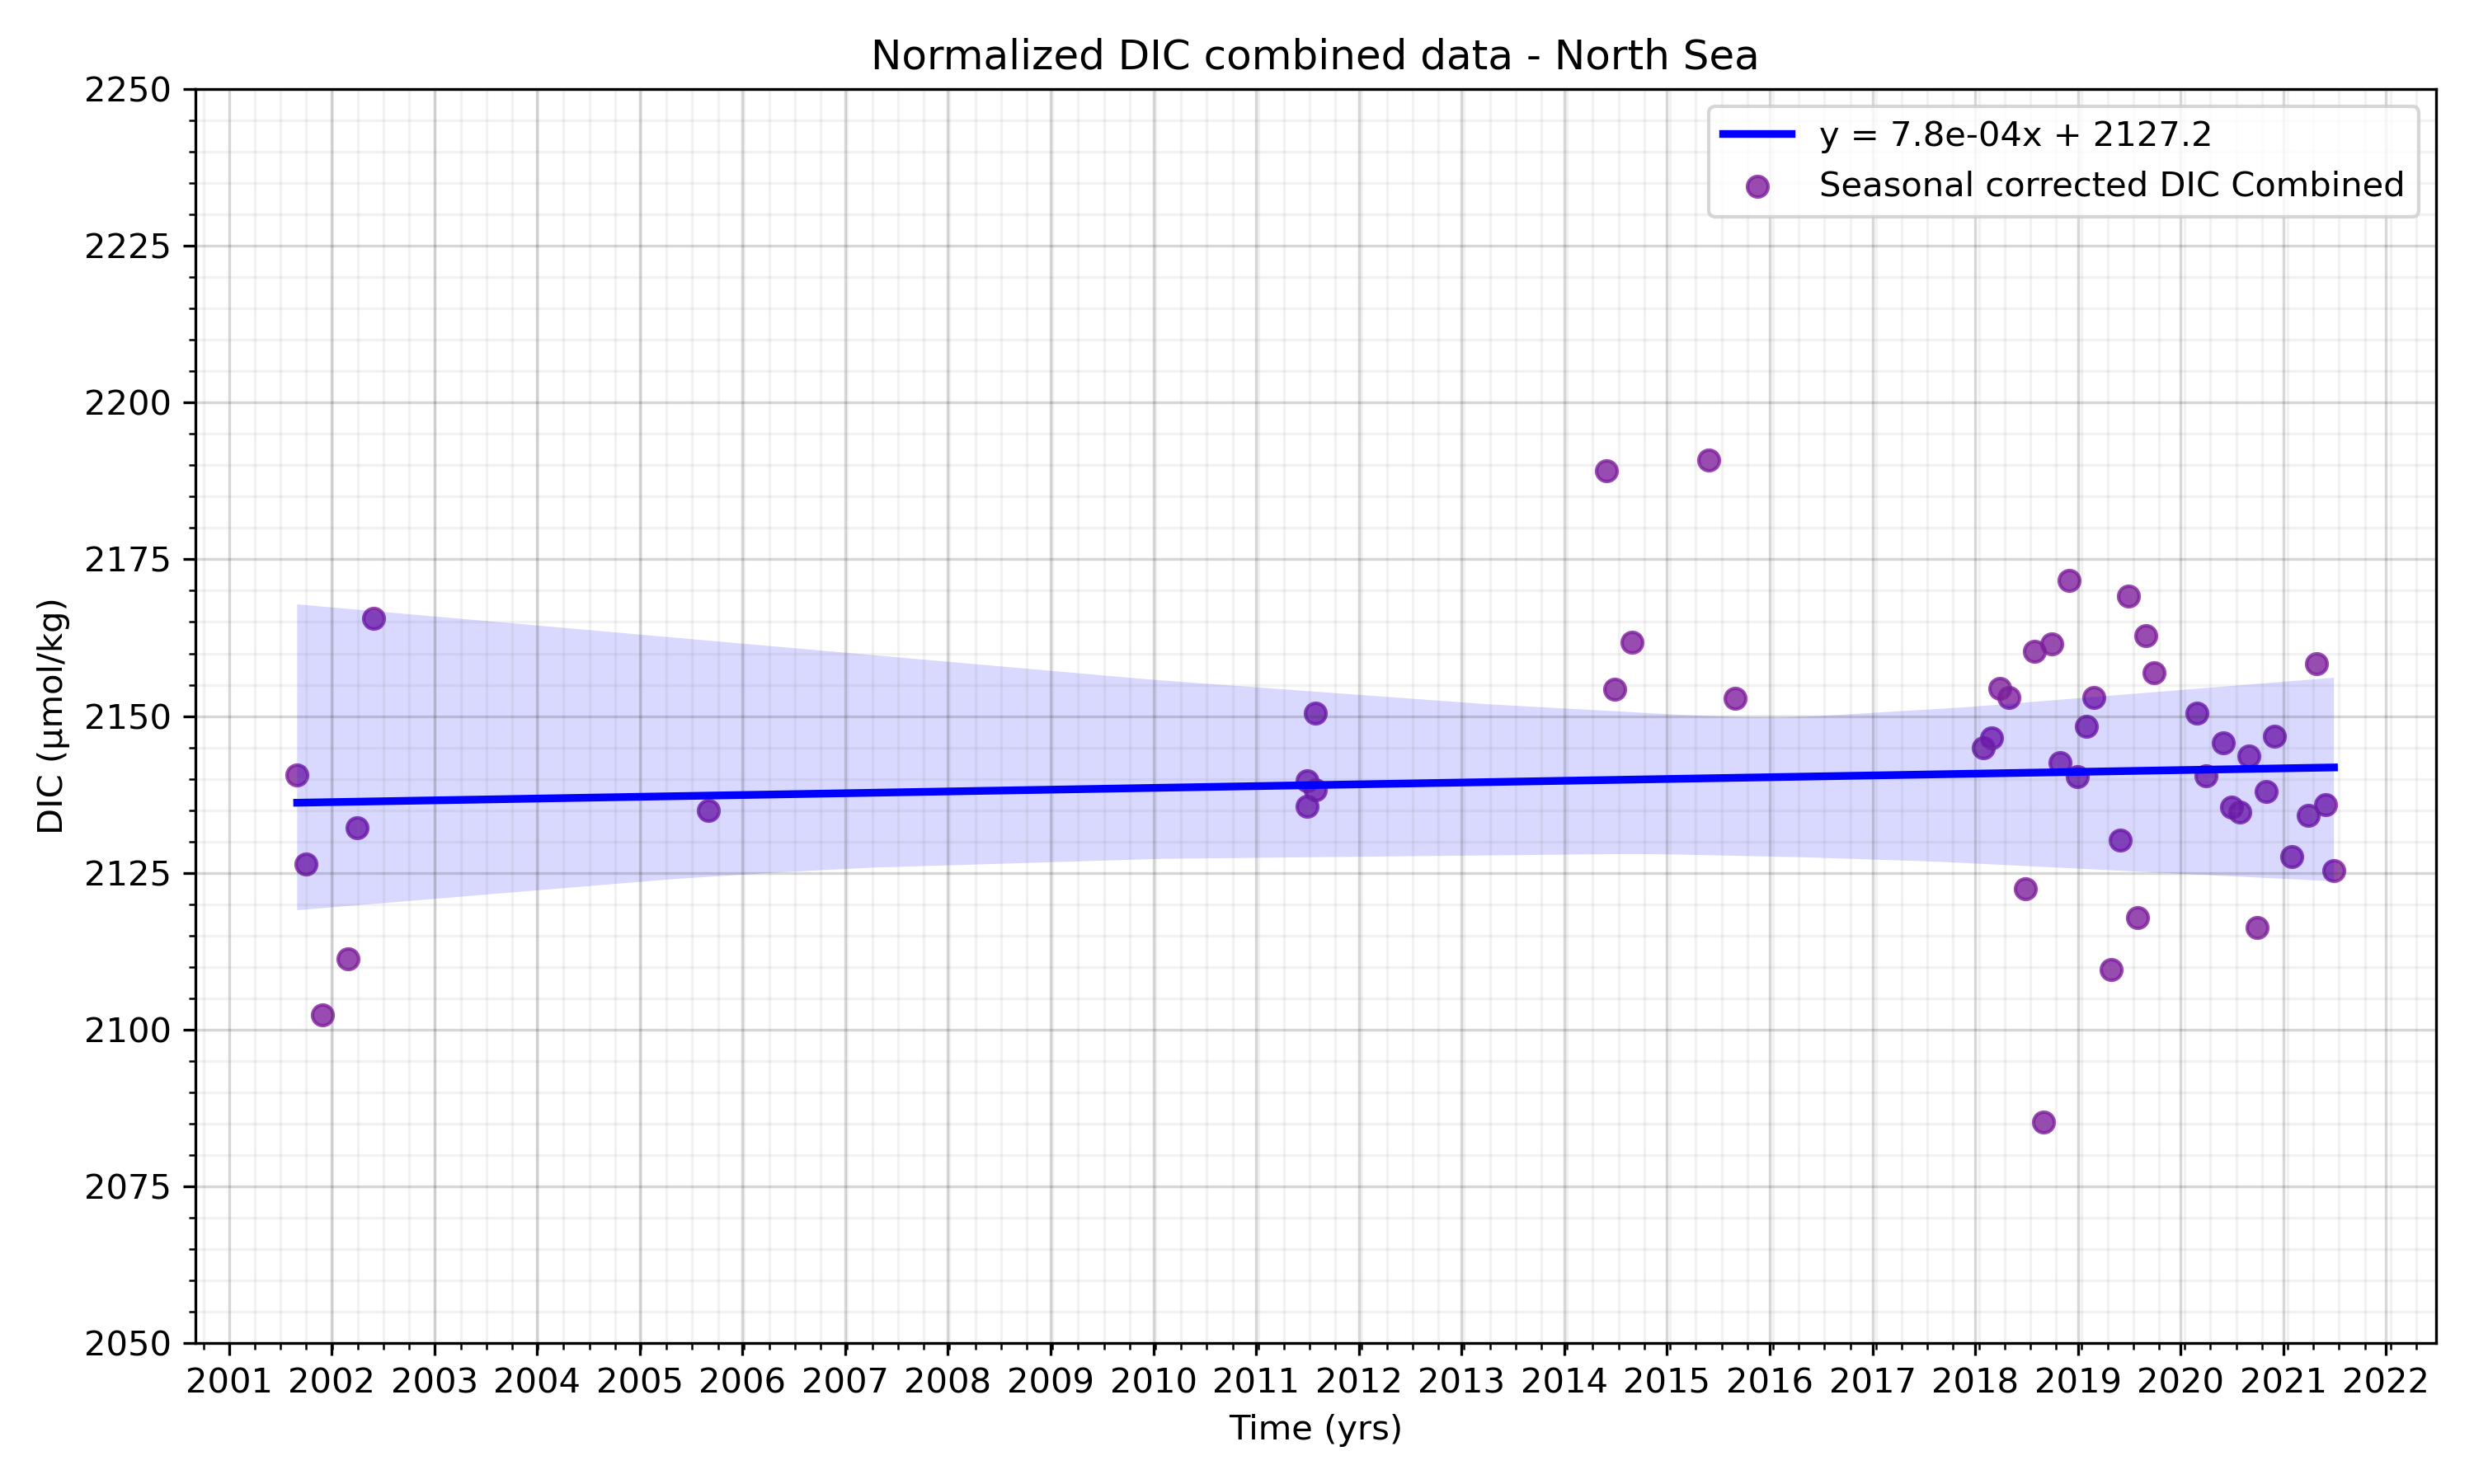 Normalized DIC combined data - North Sea
y = 7.8e-04x + 2127.2
Seasonal corrected DIC Combined
DIC (μmol/kg)
2250
2225
2200
2175
2150
2125
2100
2075
2050
2001 2002 2003 2004 2005 2006 2007 2008 2009 2010 2011 2012 2013 2014 2015 2016 2017 2018 2019 2020 2021 2022
Time (yrs)